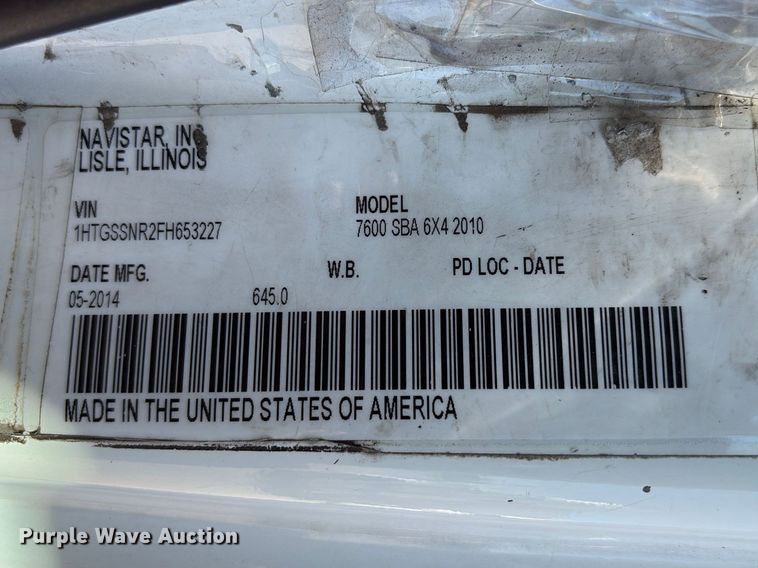 NAVISTAR, INC
LISLE, ILLINOIS
VIN MODEL
1HTGSSNR2FH653227 7600 SBA 6X4 2010
DATE MFG. W.B. PD LOC - DATE
05-2014 645.0
MADE IN THE UNITED STATES OF AMERICA
Purple Wave Auction